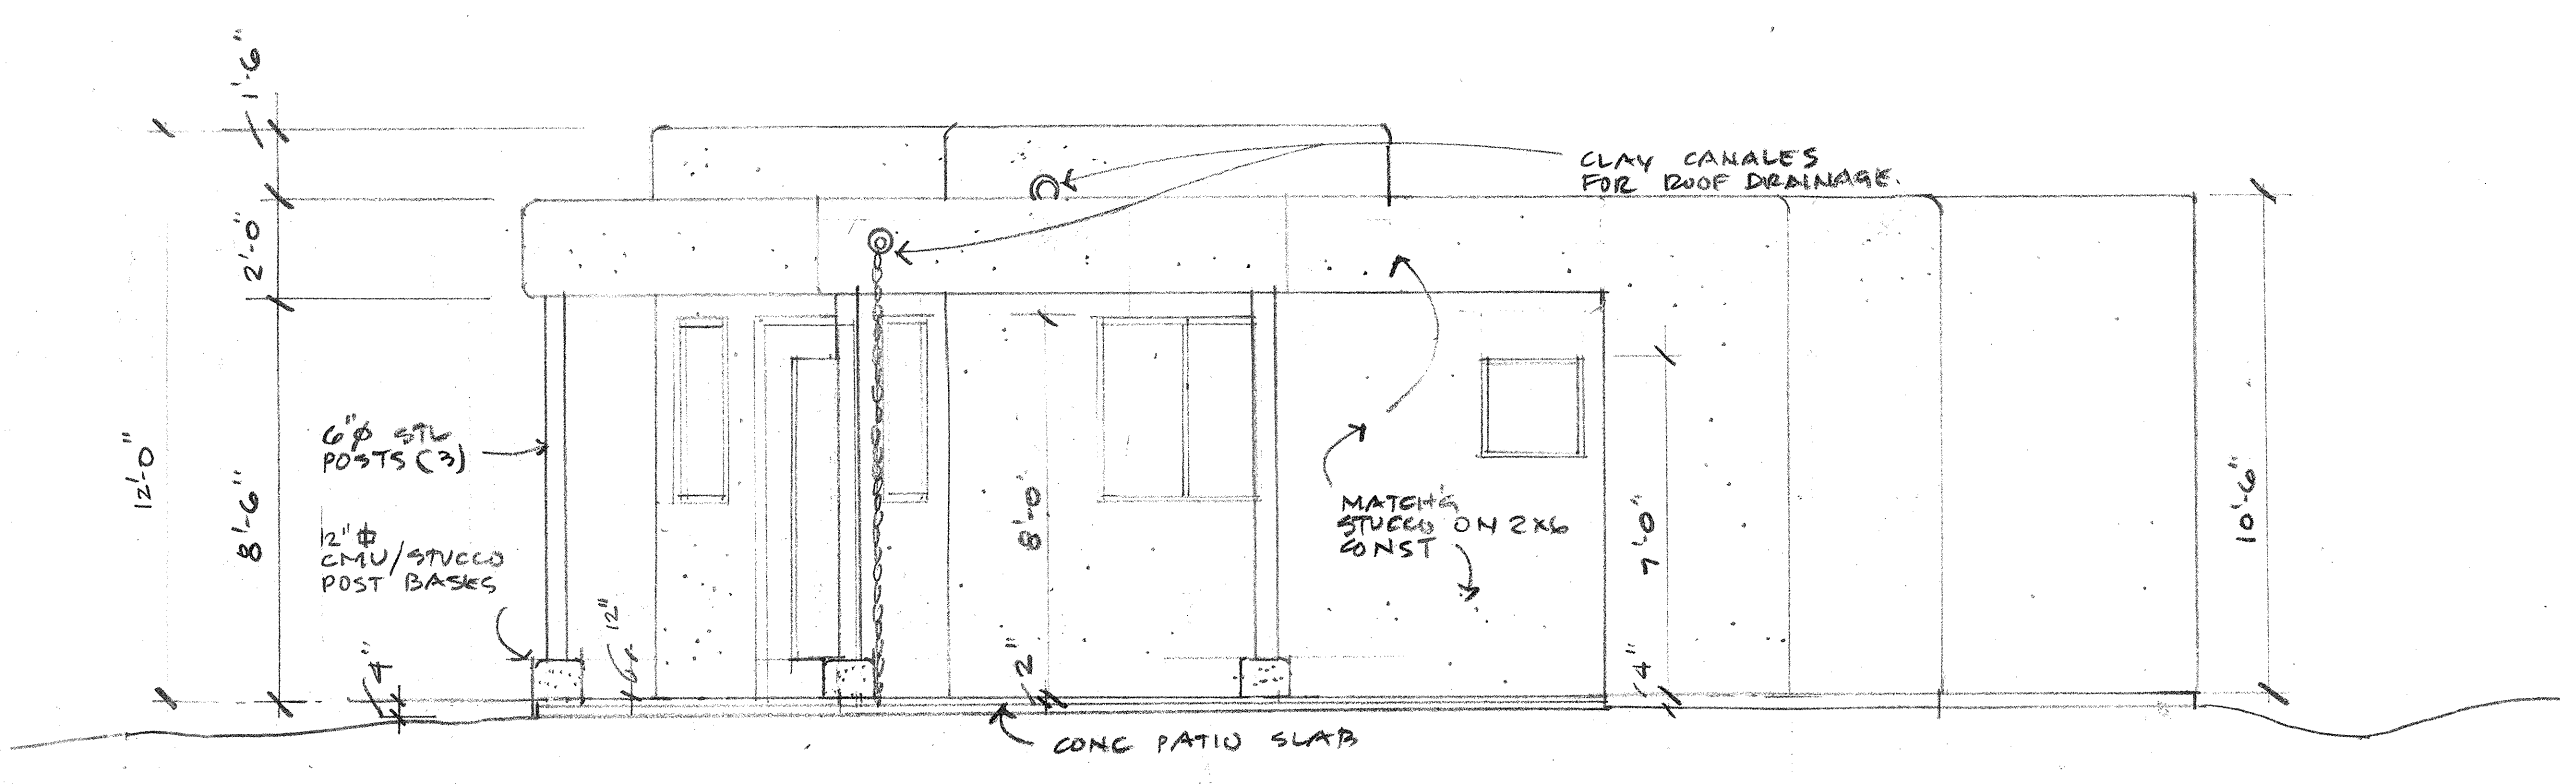 1'-6"
CLAY CANALES
FOR ROOF DRAINAGE.
2'-0"
12'-0"
8'-6"
6"Ø STL
POSTS (3)
12"Ø
CMU/STUCCO
POST BASES
4"
12"
8'-0"
2"
MATCH'G
STUCCO ON 2X6
CONST
7'-0"
4"
10'-6"
CONC PATIO SLAB